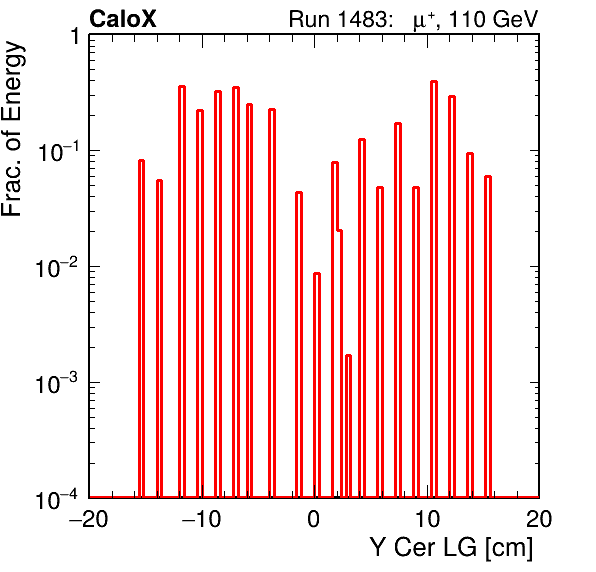 CaloX Run 1483: μ⁺, 110 GeV
Frac. of Energy
1
10⁻¹
10⁻²
10⁻³
10⁻⁴
−20 −10 0 10 20
Y Cer LG [cm]